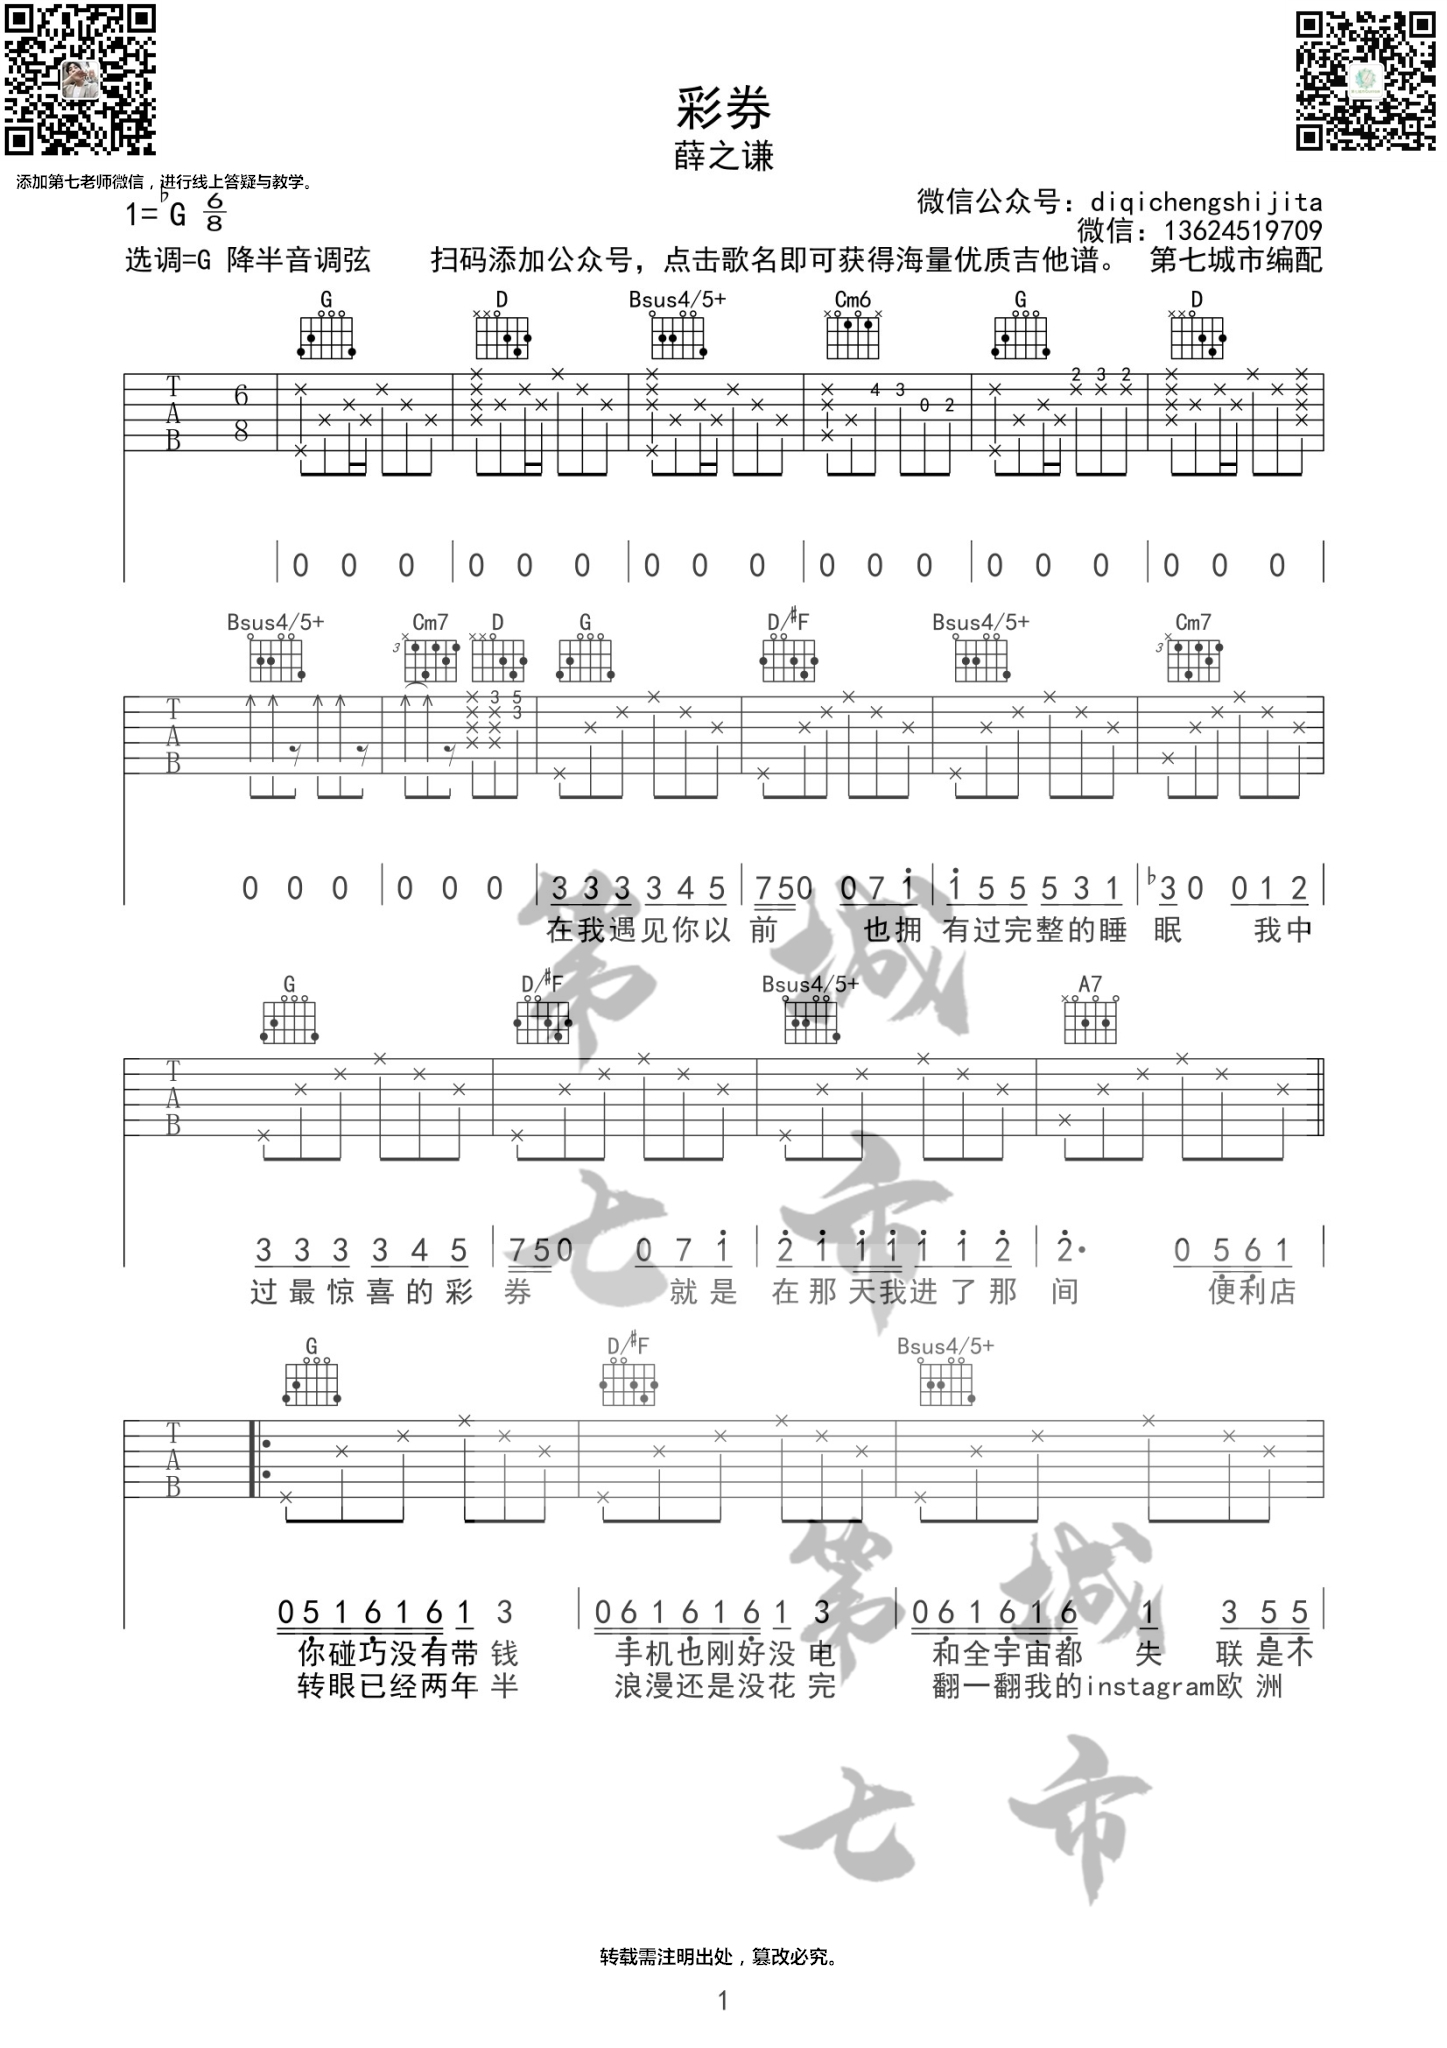 彩券
薛之谦
添加第七老师微信，进行线上答疑与教学。
1=♭G 6/8
微信公众号：diqichengshijita
微信：13624519709
选调=G 降半音调弦 扫码添加公众号，点击歌名即可获得海量优质吉他谱。 第七城市编配
G D Bsus4/5+ Cm6 G D
T A B 6 8 4 3 0 2 2 3 2
0 0 0 0 0 0 0 0 0 0 0 0 0 0 0 0 0 0
Bsus4/5+ Cm7 D G D/#F Bsus4/5+ Cm7
3 3
T A B 3 5 3
0 0 0 0 0 0 3 3 3 3 4 5 7 5 0 0 7 1 1 5 5 5 3 1 ♭3 0 0 1 2
在我遇见你以 前 也拥 有过完整的睡 眠 我中
G D/#F Bsus4/5+ A7
T A B
3 3 3 3 4 5 7 5 0 0 7 1 2 1 1 1 1 1 2 2· 0 5 6 1
过最惊喜的彩 券 就是 在那天我进了那 间 便利店
G D/#F Bsus4/5+
T A B
0 5 1 6 1 6 1 3 0 6 1 6 1 6 1 3 0 6 1 6 1 6 1 3 5 5
你碰巧没有带 钱 手机也刚好没 电 和全宇宙都 失 联是不
转眼已经两年 半 浪漫还是没花 完 翻一翻我的instagram欧 洲
第 城
七 市
第 城
七 市
转载需注明出处，篡改必究。
1